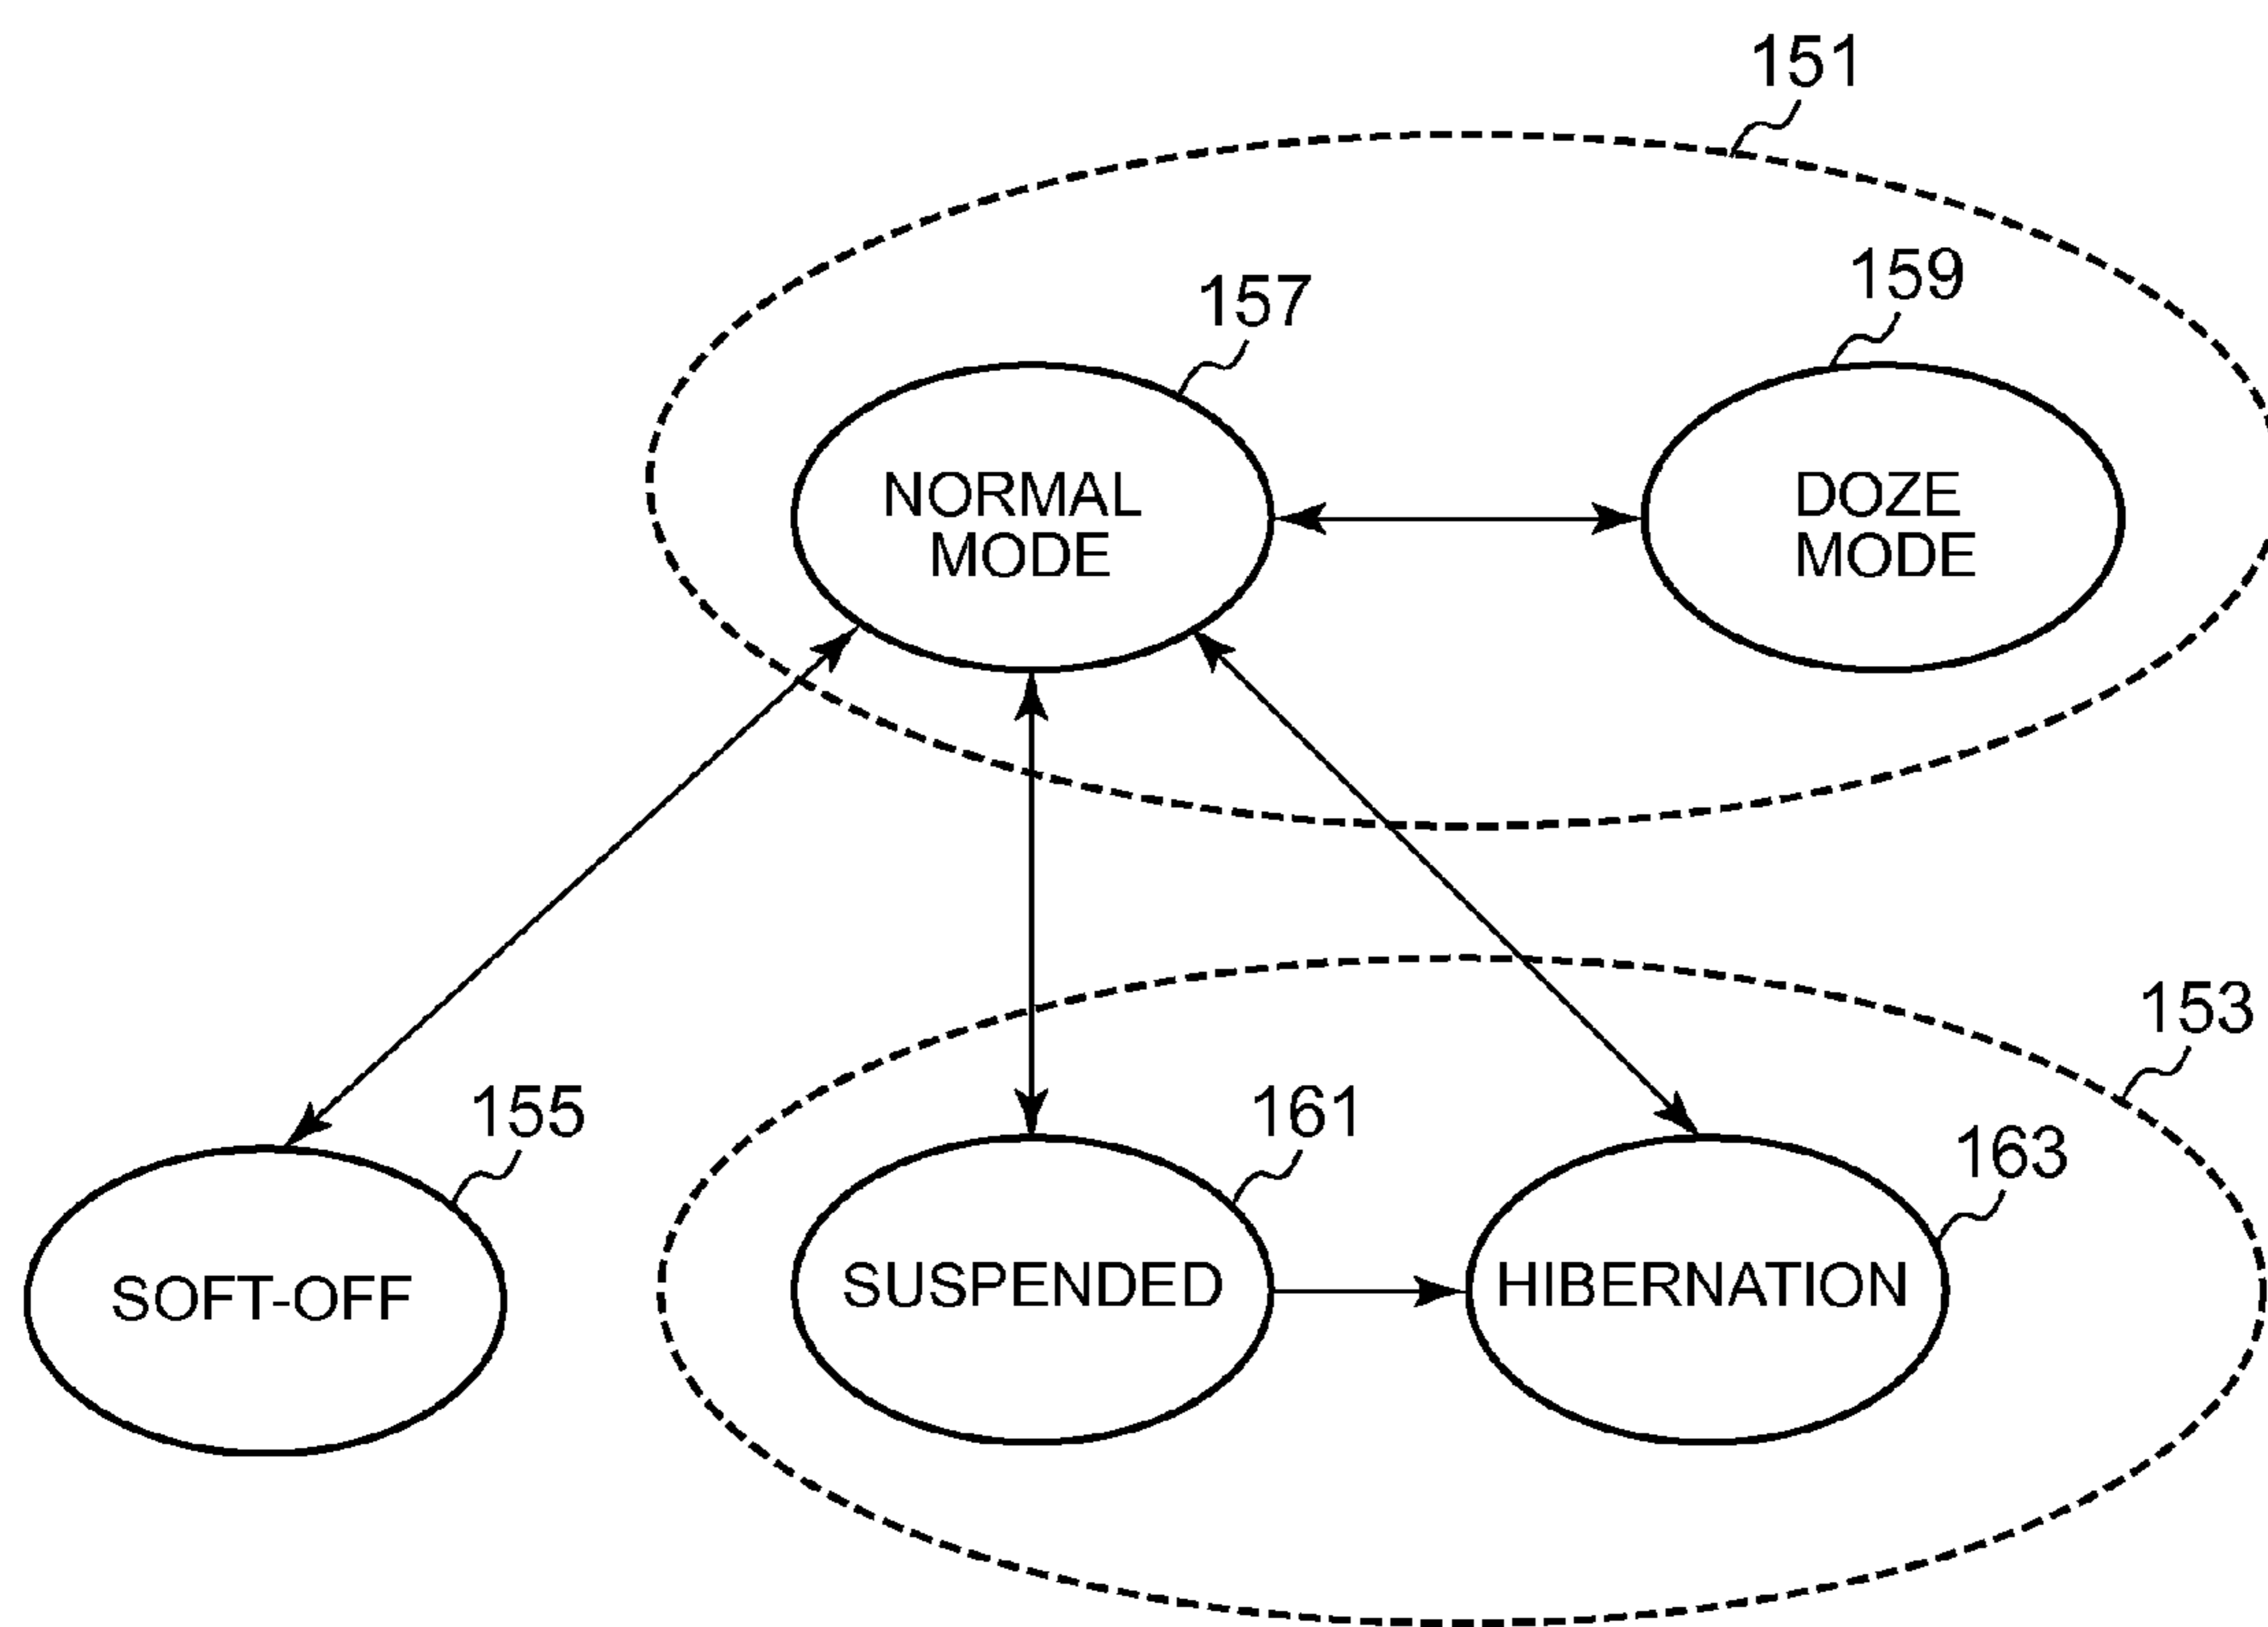 151
157
159
NORMAL
MODE
DOZE
MODE
153
155
161
163
SOFT-OFF
SUSPENDED
HIBERNATION